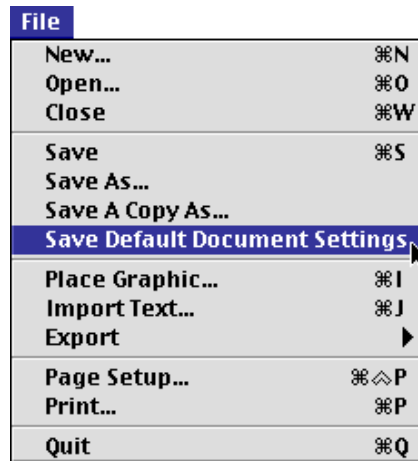 File
New... ⌘N
Open... ⌘O
Close ⌘W
Save ⌘S
Save As...
Save A Copy As...
Save Default Document Settings
Place Graphic... ⌘I
Import Text... ⌘J
Export
Page Setup... ⌘⇧P
Print... ⌘P
Quit ⌘Q